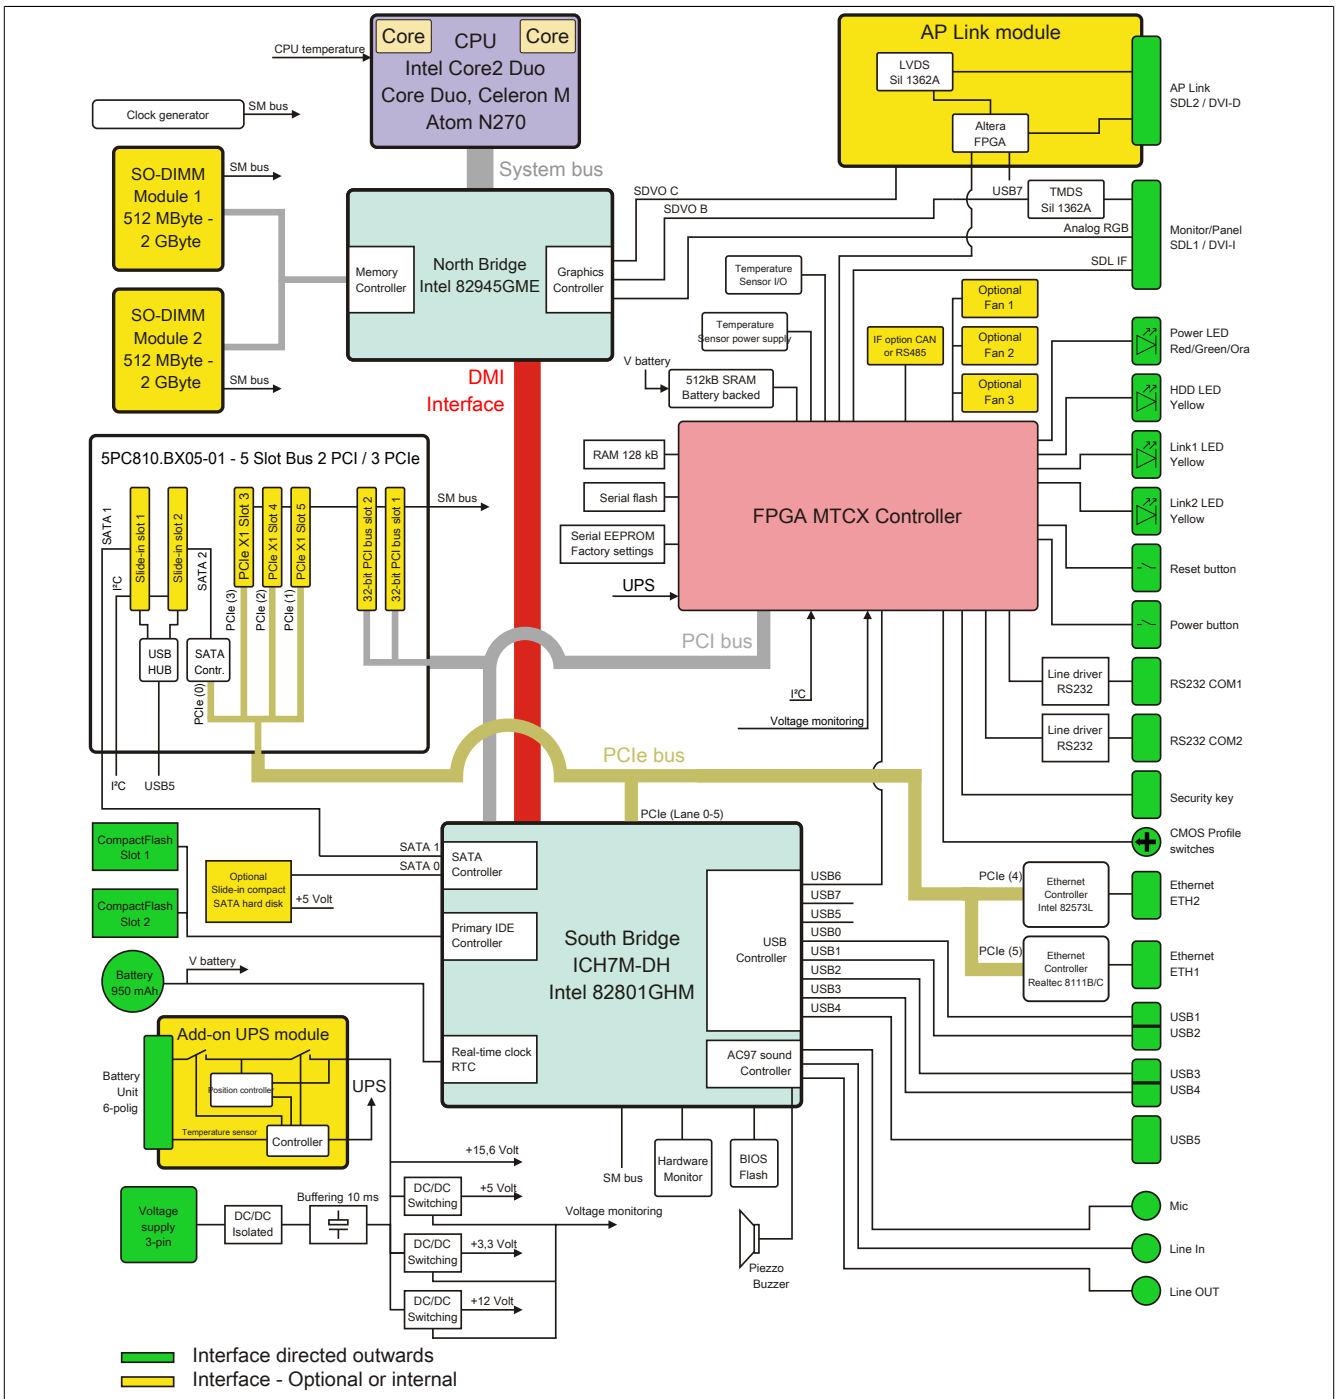 Core
CPU
Core
Intel Core2 Duo
Core Duo, Celeron M
Atom N270
CPU temperature
Clock generator
SM bus
SO-DIMM
Module 1
512 MByte -
2 GByte
SM bus
SO-DIMM
Module 2
512 MByte -
2 GByte
SM bus
System bus
Memory
Controller
North Bridge
Intel 82945GME
Graphics
Controller
DMI
Interface
AP Link module
LVDS
Sil 1362A
Altera
FPGA
AP Link
SDL2 / DVI-D
SDVO C
SDVO B
USB7
TMDS
Sil 1362A
Analog RGB
SDL IF
Monitor/Panel
SDL1 / DVI-I
Temperature
Sensor I/O
Temperature
Sensor power supply
V battery
512kB SRAM
Battery backed
IF option CAN
or RS485
Optional
Fan 1
Optional
Fan 2
Optional
Fan 3
Power LED
Red/Green/Ora
HDD LED
Yellow
Link1 LED
Yellow
Link2 LED
Yellow
Reset button
Power button
RAM 128 kB
Serial flash
Serial EEPROM
Factory settings
UPS
FPGA MTCX Controller
5PC810.BX05-01 - 5 Slot Bus 2 PCI / 3 PCIe
SATA 1
Slide-in slot 1
Slide-in slot 2
SATA 2
I²C
PCIe X1 Slot 3
PCIe X1 Slot 4
PCIe X1 Slot 5
PCIe (3)
PCIe (2)
PCIe (1)
32-bit PCI bus slot 2
32-bit PCI bus slot 1
SM bus
USB
HUB
SATA
Contr.
PCIe (0)
I²C
USB5
PCI bus
I²C
Voltage monitoring
Line driver
RS232
RS232 COM1
Line driver
RS232
RS232 COM2
Security key
CMOS Profile
switches
PCIe bus
PCIe (Lane 0-5)
PCIe (4)
Ethernet
Controller
Intel 82573L
Ethernet
ETH2
PCIe (5)
Ethernet
Controller
Realtec 8111B/C
Ethernet
ETH1
CompactFlash
Slot 1
CompactFlash
Slot 2
Optional
Slide-in compact
SATA hard disk
+5 Volt
SATA 1
SATA 0
SATA
Controller
Primary IDE
Controller
Real-time clock
RTC
South Bridge
ICH7M-DH
Intel 82801GHM
USB
Controller
AC97 sound
Controller
USB6
USB7
USB5
USB0
USB1
USB2
USB3
USB4
USB1
USB2
USB3
USB4
USB5
Mic
Line In
Line OUT
Battery
950 mAh
V battery
Add-on UPS module
Battery
Unit
6-polig
Position controller
Temperature sensor
Controller
UPS
+15,6 Volt
DC/DC
Switching
+5 Volt
DC/DC
Switching
+3,3 Volt
DC/DC
Switching
+12 Volt
Voltage monitoring
Voltage
supply
3-pin
DC/DC
Isolated
Buffering 10 ms
SM bus
Hardware
Monitor
BIOS
Flash
Piezzo
Buzzer
Interface directed outwards
Interface - Optional or internal